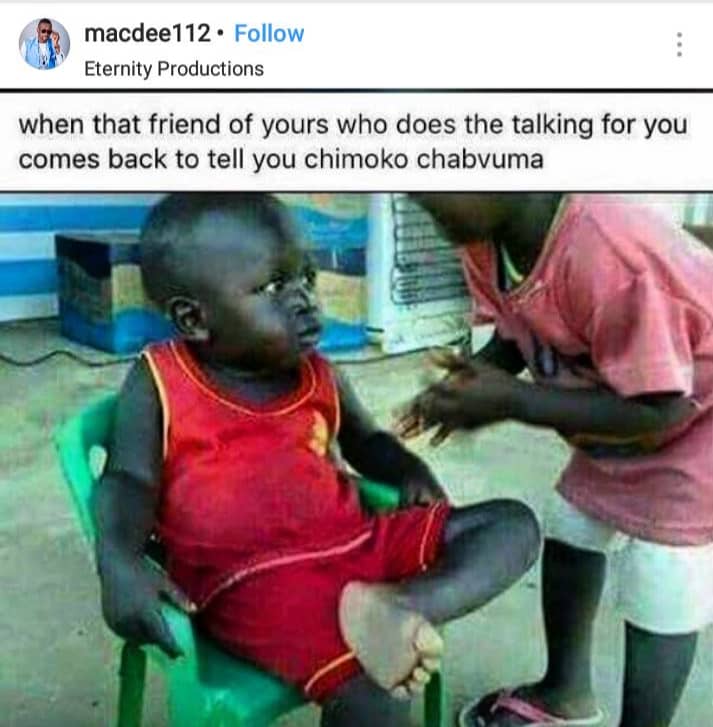 macdee112 • Follow
Eternity Productions
when that friend of yours who does the talking for you
comes back to tell you chimoko chabvuma